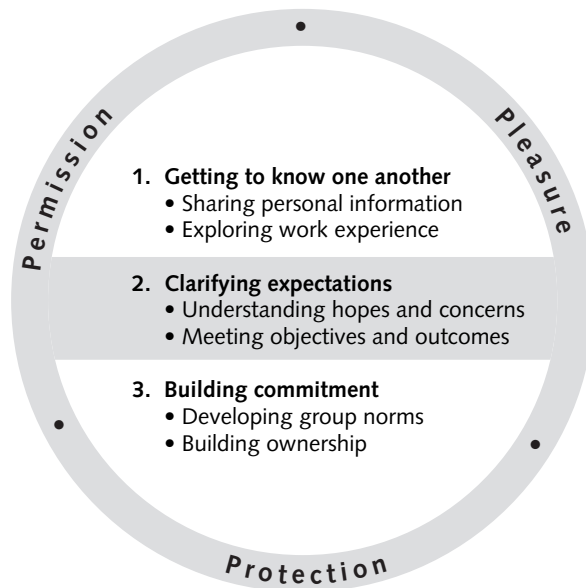 Permission
Pleasure
1. Getting to know one another
• Sharing personal information
• Exploring work experience
2. Clarifying expectations
• Understanding hopes and concerns
• Meeting objectives and outcomes
3. Building commitment
• Developing group norms
• Building ownership
Protection